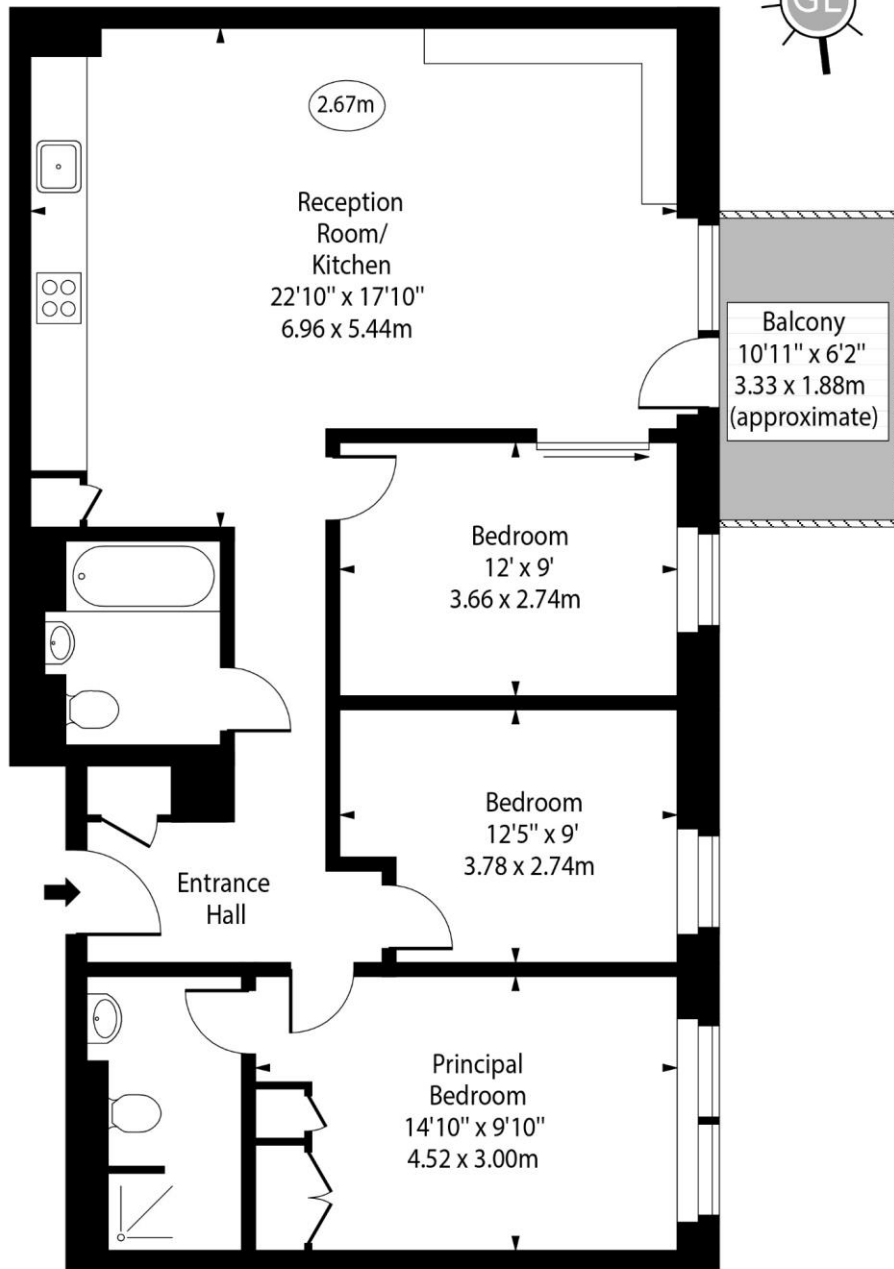 GL
2.67m
Reception
Room/
Kitchen
22'10" x 17'10"
6.96 x 5.44m
Balcony
10'11" x 6'2"
3.33 x 1.88m
(approximate)
Bedroom
12' x 9'
3.66 x 2.74m
Bedroom
12'5" x 9'
3.78 x 2.74m
Entrance
Hall
Principal
Bedroom
14'10" x 9'10"
4.52 x 3.00m